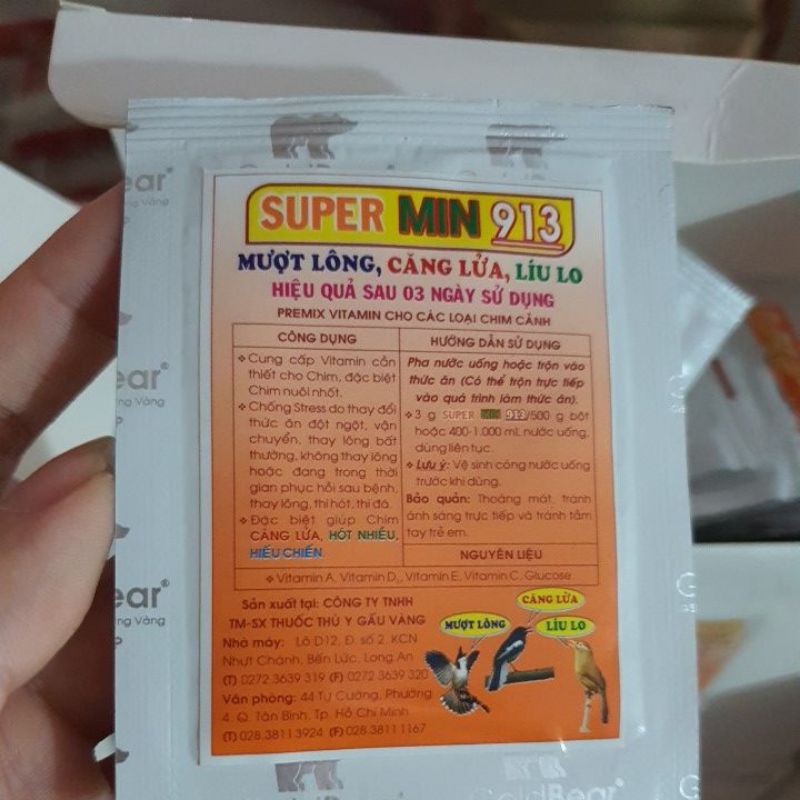 SUPER MIN 913
MƯỢT LÔNG, CĂNG LỬA, LÍU LO
HIỆU QUẢ SAU 03 NGÀY SỬ DỤNG
PREMIX VITAMIN CHO CÁC LOẠI CHIM CẢNH
CÔNG DỤNG
❖ Cung cấp Vitamin cần
thiết cho Chim, đặc biệt
Chim nuôi nhốt.
❖ Chống Stress do thay đổi
thức ăn đột ngột, vận
chuyển, thay lông bất
thường, không thay lông
hoặc đang trong thời
gian phục hồi sau bệnh,
thay lông, thi hót, thi đá.
❖ Đặc biệt giúp Chim
CĂNG LỬA, HÓT NHIỀU,
HIẾU CHIẾN.
HƯỚNG DẪN SỬ DỤNG
Pha nước uống hoặc trộn vào
thức ăn (Có thể trộn trực tiếp
vào quá trình làm thức ăn).
❖ 3 g SUPER MIN 913/500 g bột
hoặc 400-1.000 mL nước uống,
dùng liên tục.
❖ Lưu ý: Vệ sinh cóng nước uống
trước khi dùng.
Bảo quản: Thoáng mát, tránh
ánh sáng trực tiếp và tránh tầm
tay trẻ em.
NGUYÊN LIỆU
❖ Vitamin A, Vitamin D, Vitamin E, Vitamin C, Glucose
Sản xuất tại: CÔNG TY TNHH
TM-SX THUỐC THÚ Y GẤU VÀNG
Nhà máy: Lô D12, Đ. số 2, KCN
Nhựt Chánh, Bến Lức, Long An
(T) 0272 3639 319 (F) 0272 3639 320
Văn phòng: 44 Tự Cường, Phường
4, Q. Tân Bình, Tp. Hồ Chí Minh
(T) 028 3811 3924 (F) 028 3811 1167
CĂNG LỬA
MƯỢT LÔNG
LÍU LO
GoldBear®